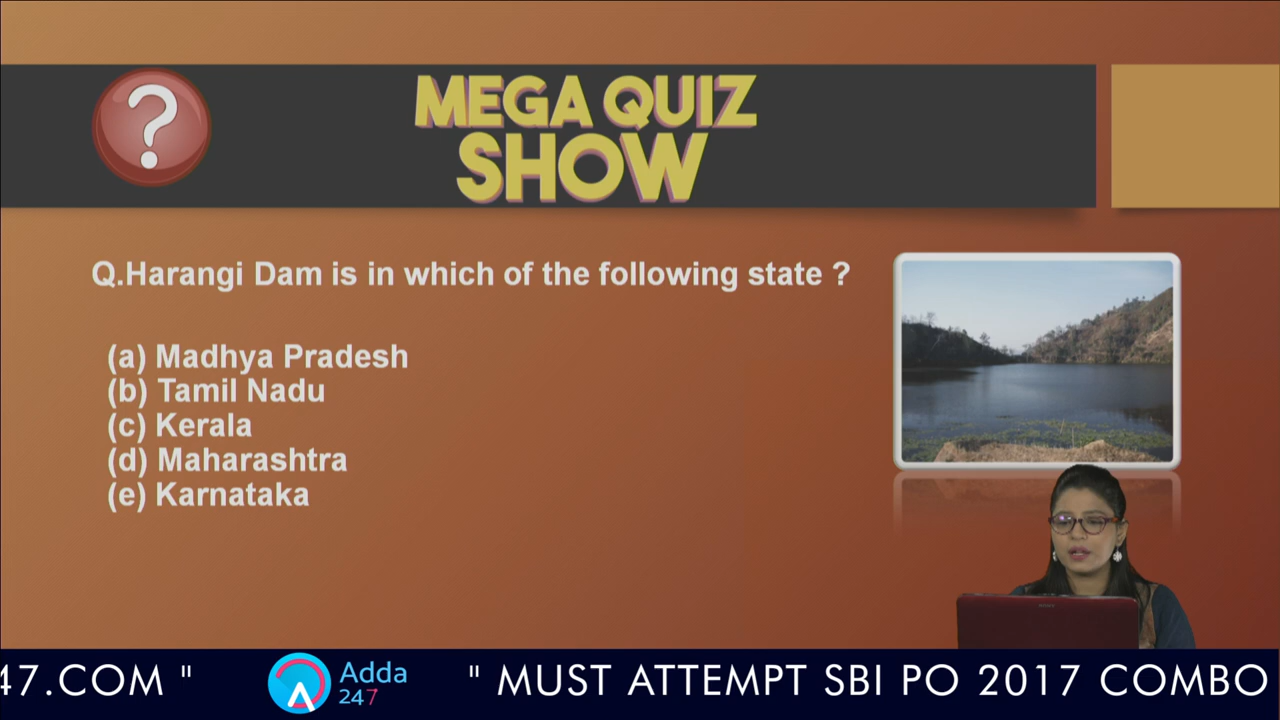 ?
MEGA QUIZ
SHOW
Q.Harangi Dam is in which of the following state ?
(a) Madhya Pradesh
(b) Tamil Nadu
(c) Kerala
(d) Maharashtra
(e) Karnataka
47.COM "
Adda
247
" MUST ATTEMPT SBI PO 2017 COMBO